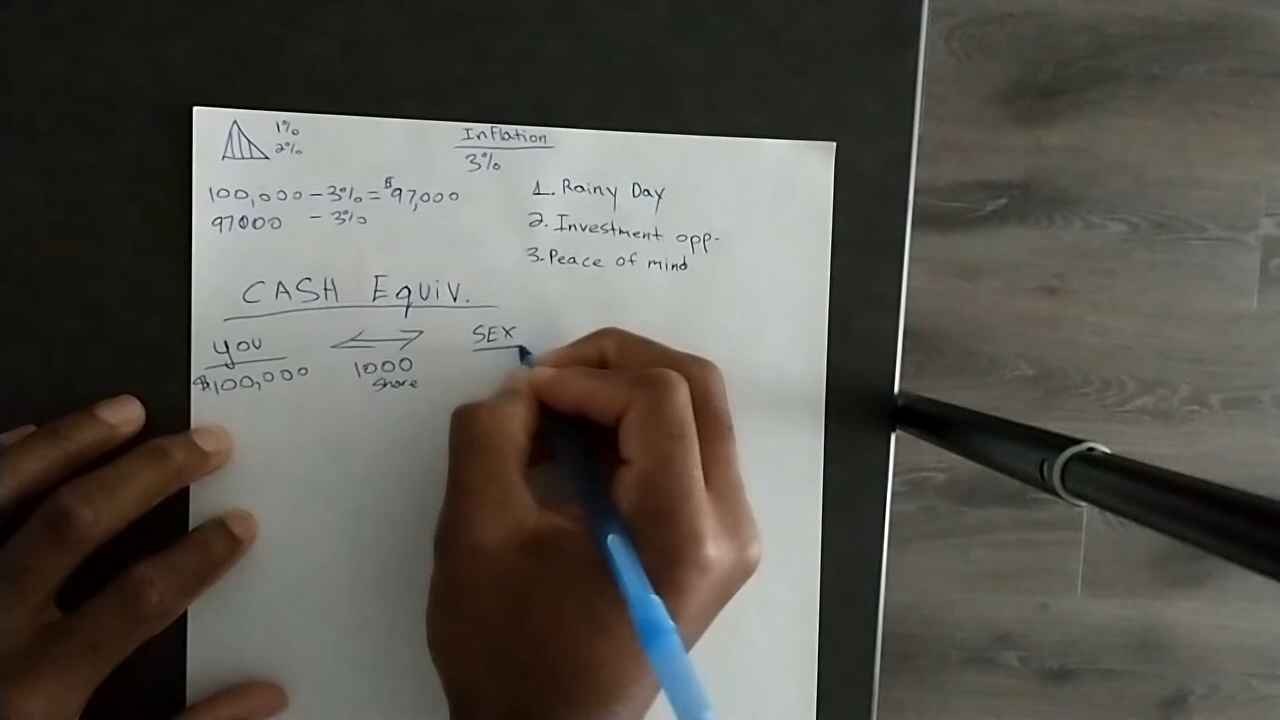 1%
2%
Inflation
3%
100,000 - 3% = $97,000
97000 - 3%
1. Rainy Day
2. Investment opp.
3. Peace of mind
CASH Equiv.
you
$100,000
1000
Share
SEX